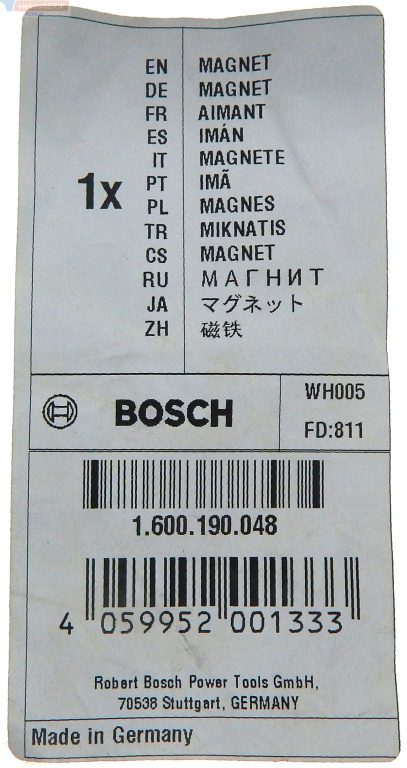 EN MAGNET
DE MAGNET
FR AIMANT
ES IMÁN
IT MAGNETE
1x PT IMÃ
PL MAGNES
TR MIKNATIS
CS MAGNET
RU МАГНИТ
JA マグネット
ZH 磁铁
BOSCH
WH005
FD:811
1.600.190.048
4 059952 001333
Robert Bosch Power Tools GmbH,
70538 Stuttgart, GERMANY
Made in Germany